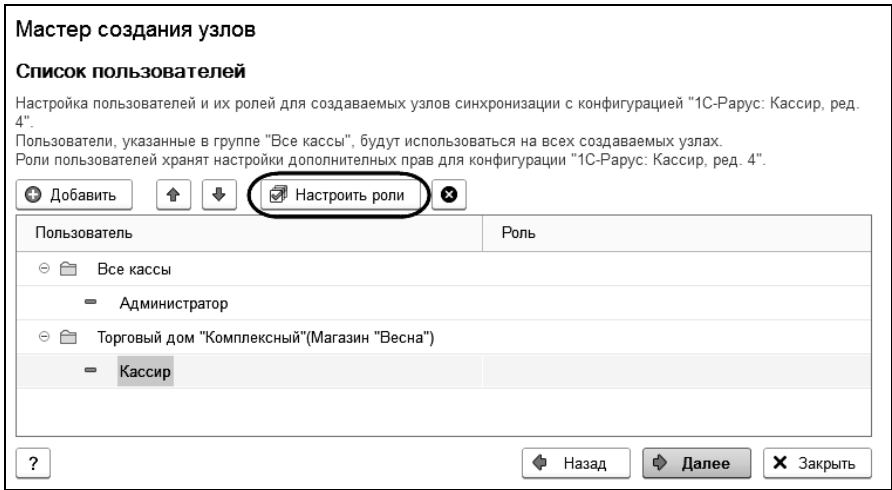 Мастер создания узлов
Список пользователей
Настройка пользователей и их ролей для создаваемых узлов синхронизации с конфигурацией "1С-Рарус: Кассир, ред.
4".
Пользователи, указанные в группе "Все кассы", будут использоваться на всех создаваемых узлах.
Роли пользователей хранят настройки дополнительных прав для конфигурации "1С-Рарус: Кассир, ред. 4".
Добавить Настроить роли
Пользователь Роль
Все кассы
Администратор
Торговый дом "Комплексный"(Магазин "Весна")
Кассир
? Назад Далее Закрыть